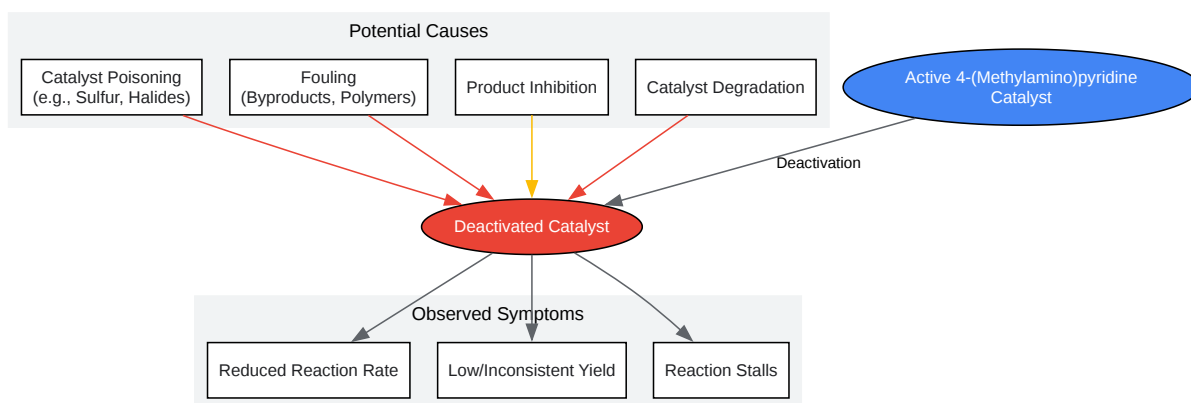 Potential Causes
Catalyst Poisoning
(e.g., Sulfur, Halides)
Fouling
(Byproducts, Polymers)
Product Inhibition
Catalyst Degradation
Active 4-(Methylamino)pyridine
Catalyst
Deactivation
Deactivated Catalyst
Observed Symptoms
Reduced Reaction Rate
Low/Inconsistent Yield
Reaction Stalls